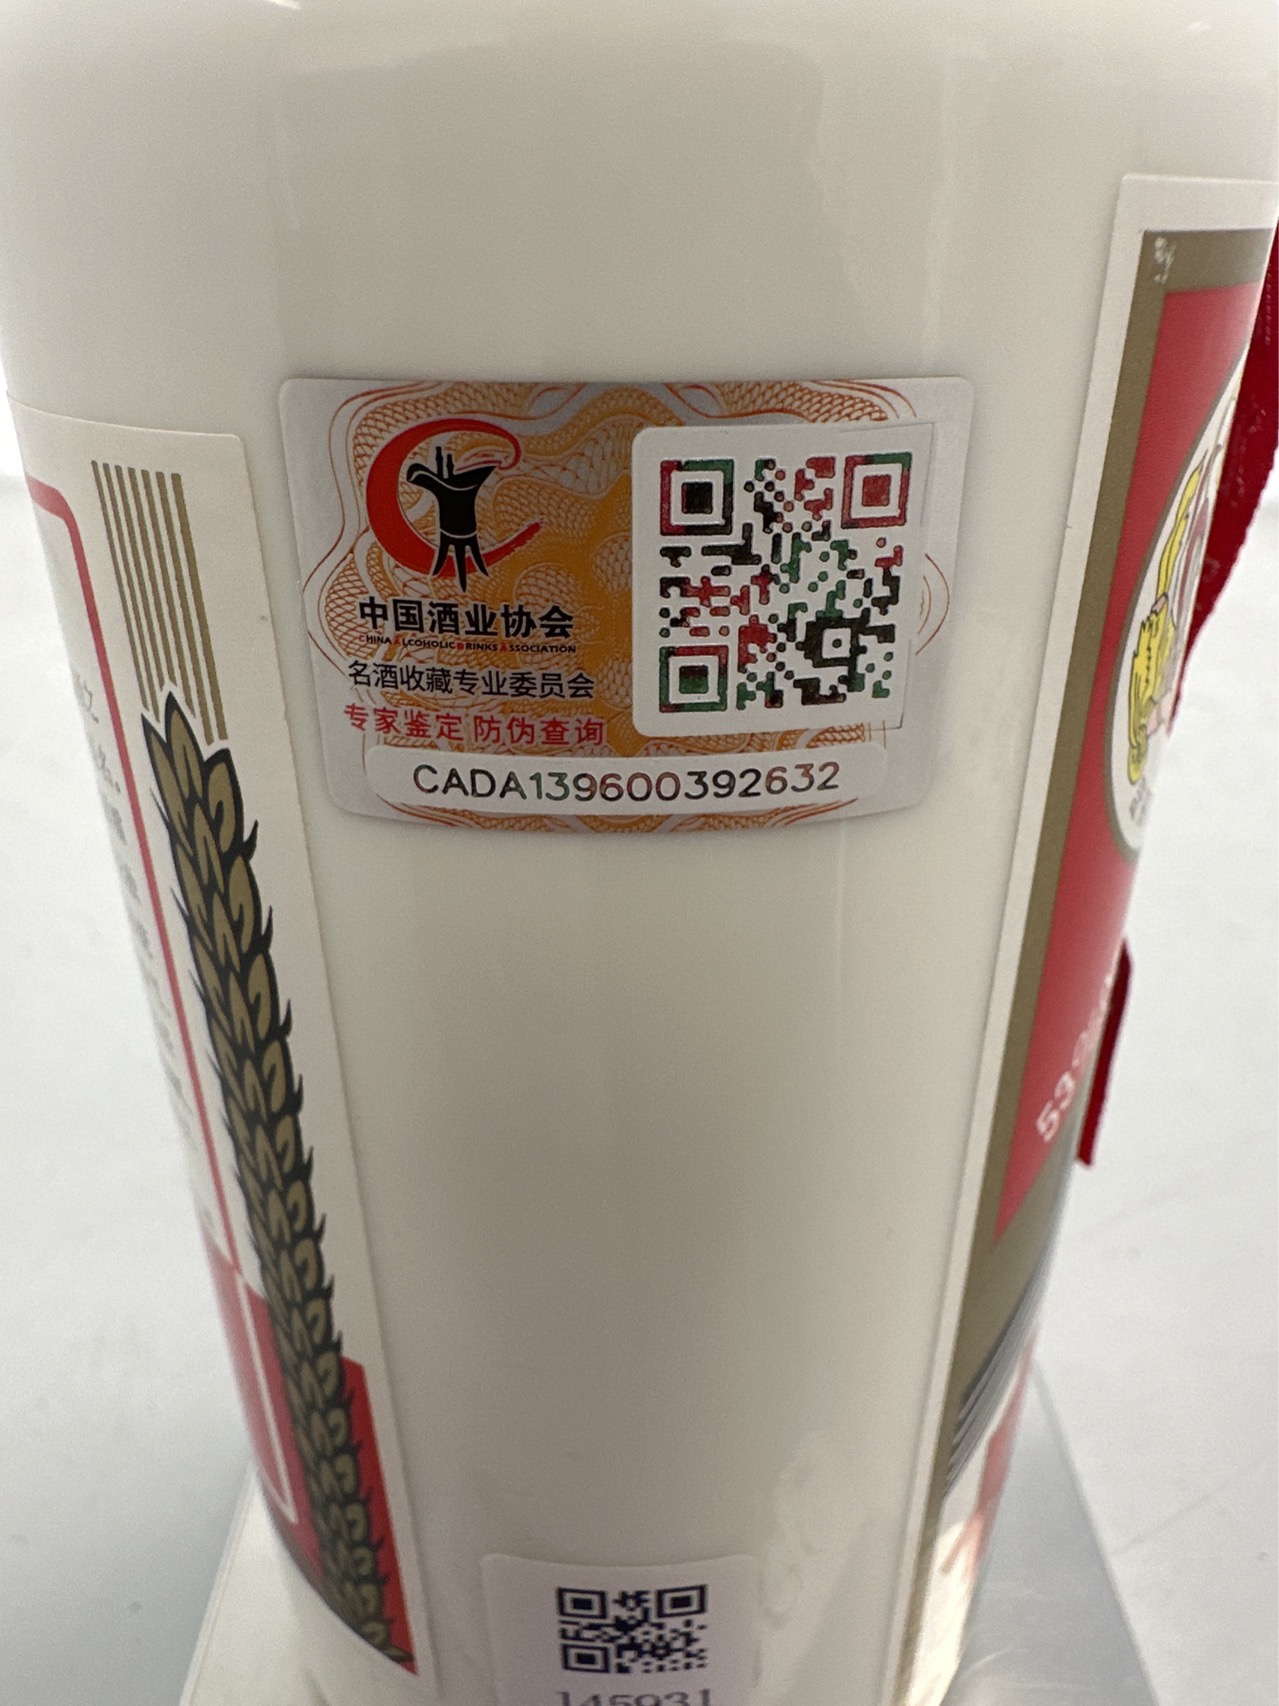 中国酒业协会
CHINA ALCOHOLIC DRINKS ASSOCIATION
名酒收藏专业委员会
专家鉴定 防伪查询
CADA139600392632
53%
145931